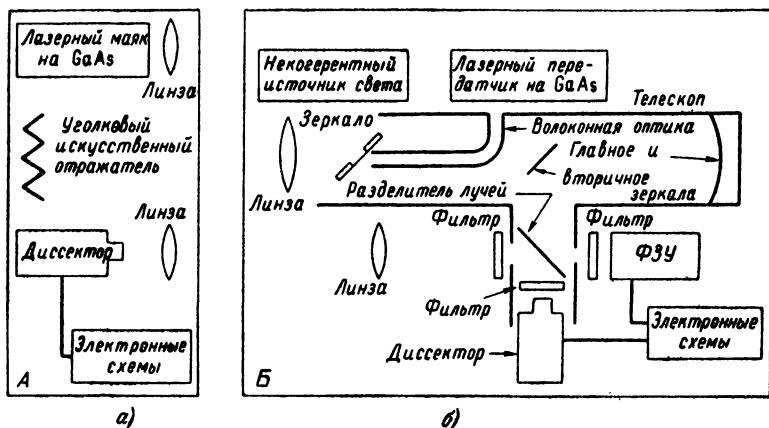 Лазерный маяк
на GaAs
Линза
Уголковый
искусственный
отражатель
Линза
Диссектор
Электронные
схемы
А
а)
Некогерентный
источник света
Лазерный пере-
датчик на GaAs
Зеркало
Телескоп
Волоконная оптика
Главное и
вторичное
зеркала
Линза
Разделитель лучей
Фильтр
Фильтр
ФЗУ
Линза
Фильтр
Диссектор
Электронные
схемы
Б
б)